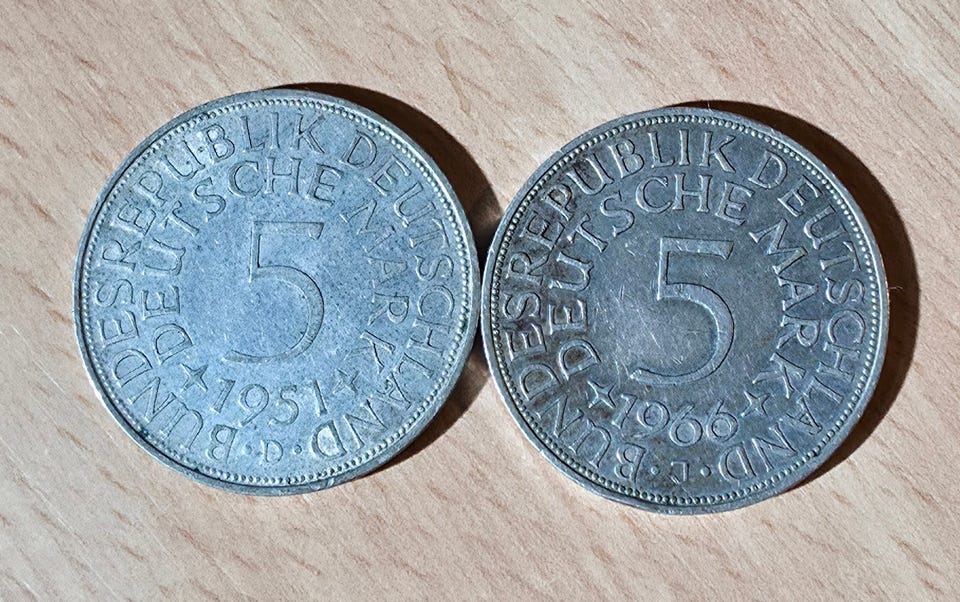 BUNDESREPUBLIK DEUTSCHLAND
DEUTSCHE MARK
5
1951
· D ·
BUNDESREPUBLIK DEUTSCHLAND
DEUTSCHE MARK
5
1966
· J ·